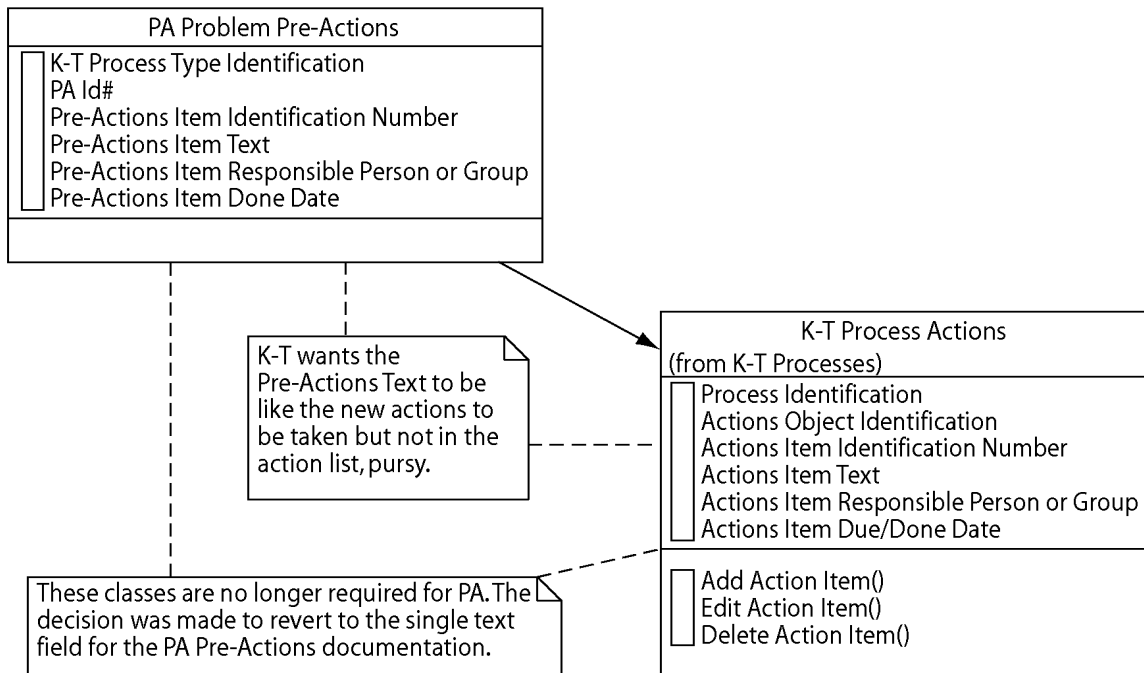 PA Problem Pre-Actions
K-T Process Type Identification
PA Id#
Pre-Actions Item Identification Number
Pre-Actions Item Text
Pre-Actions Item Responsible Person or Group
Pre-Actions Item Done Date
K-T wants the
Pre-Actions Text to be
like the new actions to
be taken but not in the
action list, pursy.
K-T Process Actions
(from K-T Processes)
Process Identification
Actions Object Identification
Actions Item Identification Number
Actions Item Text
Actions Item Responsible Person or Group
Actions Item Due/Done Date
Add Action Item()
Edit Action Item()
Delete Action Item()
These classes are no longer required for PA. The
decision was made to revert to the single text
field for the PA Pre-Actions documentation.